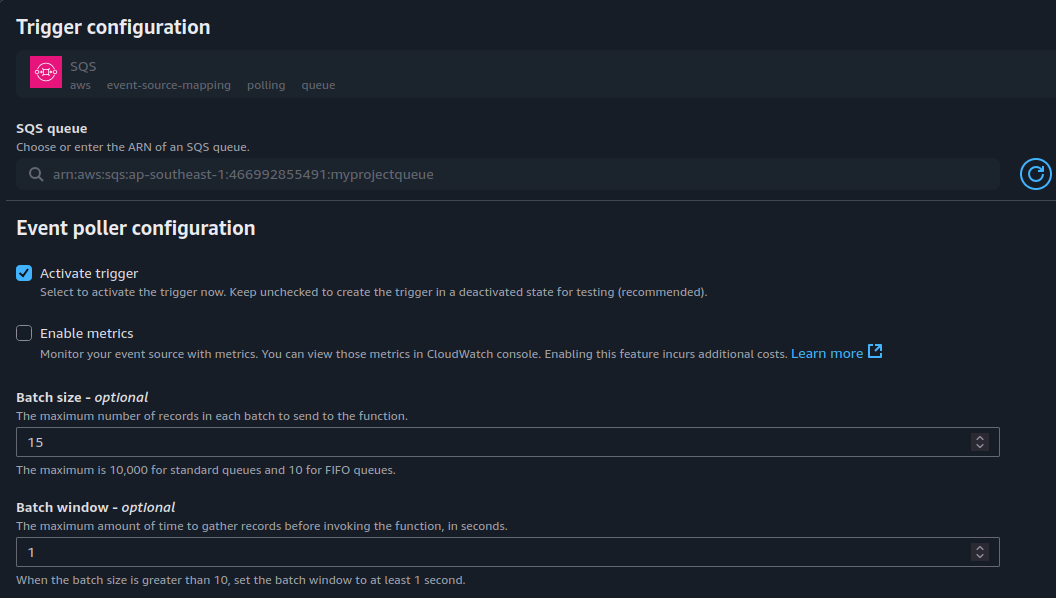 Trigger configuration
SQS
aws event-source-mapping polling queue
SQS queue
Choose or enter the ARN of an SQS queue.
arn:aws:sqs:ap-southeast-1:466992855491:myprojectqueue
Event poller configuration
Activate trigger
Select to activate the trigger now. Keep unchecked to create the trigger in a deactivated state for testing (recommended).
Enable metrics
Monitor your event source with metrics. You can view those metrics in CloudWatch console. Enabling this feature incurs additional costs. Learn more
Batch size - optional
The maximum number of records in each batch to send to the function.
15
The maximum is 10,000 for standard queues and 10 for FIFO queues.
Batch window - optional
The maximum amount of time to gather records before invoking the function, in seconds.
1
When the batch size is greater than 10, set the batch window to at least 1 second.